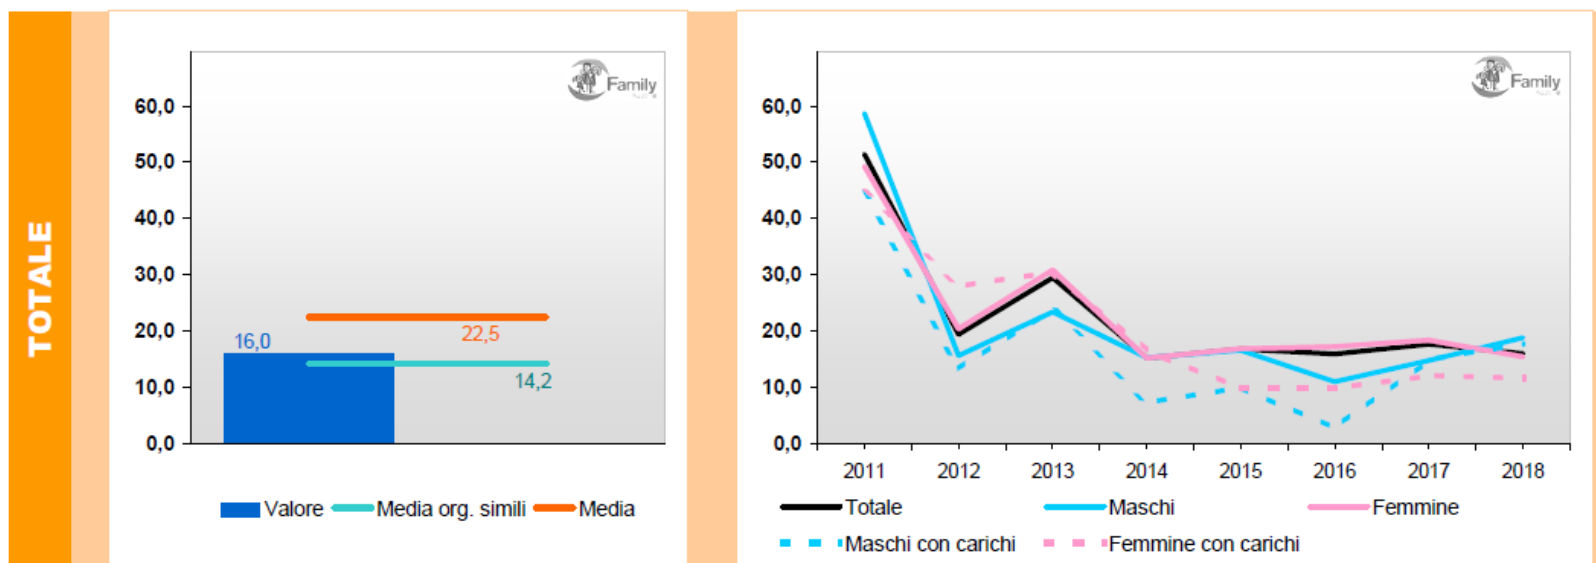 TOTALE
Family
60,0
50,0
40,0
30,0
20,0
10,0
0,0
16,0
22,5
14,2
Valore Media org. simili Media
Family
60,0
50,0
40,0
30,0
20,0
10,0
0,0
2011 2012 2013 2014 2015 2016 2017 2018
Totale Maschi Femmine
Maschi con carichi Femmine con carichi